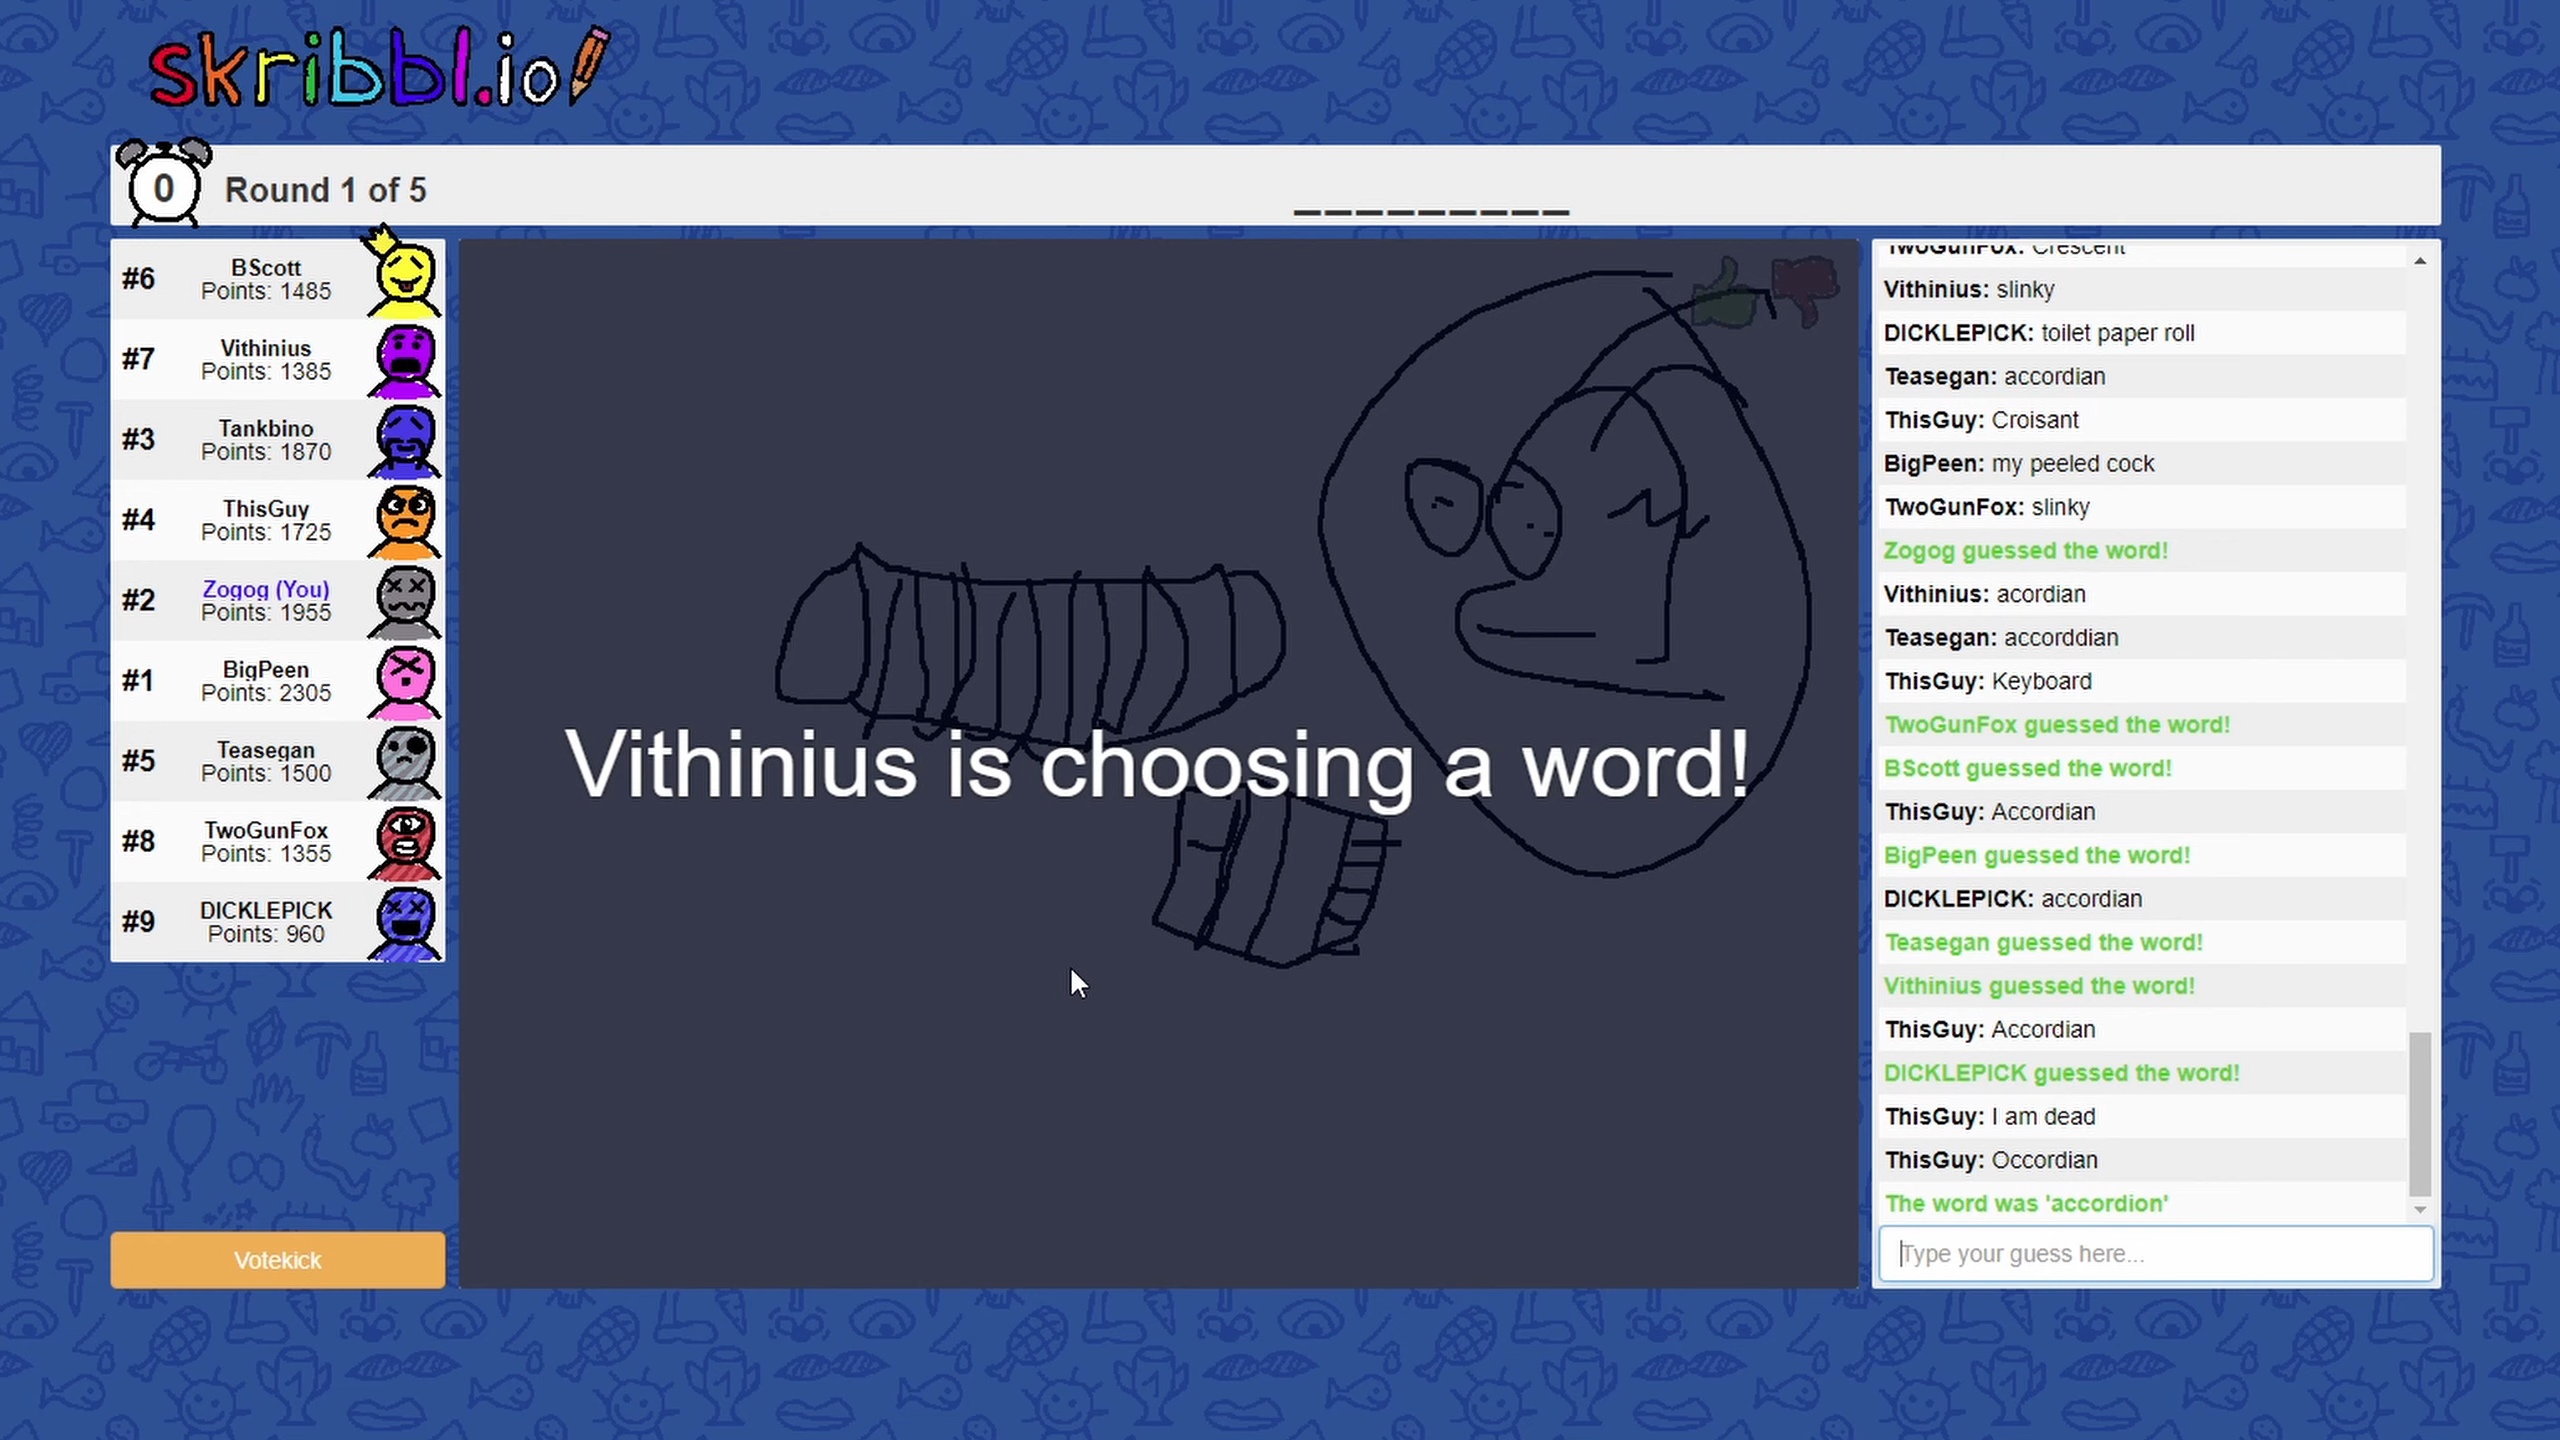 skribbl.io
0
Round 1 of 5
_________
#6
BScott
Points: 1485
#7
Vithinius
Points: 1385
#3
Tankbino
Points: 1870
#4
ThisGuy
Points: 1725
#2
Zogog (You)
Points: 1955
#1
BigPeen
Points: 2305
#5
Teasegan
Points: 1500
#8
TwoGunFox
Points: 1355
#9
DICKLEPICK
Points: 960
Votekick
Vithinius is choosing a word!
TwoGunFox: Crescent
Vithinius: slinky
DICKLEPICK: toilet paper roll
Teasegan: accordian
ThisGuy: Croisant
BigPeen: my peeled cock
TwoGunFox: slinky
Zogog guessed the word!
Vithinius: acordian
Teasegan: accorddian
ThisGuy: Keyboard
TwoGunFox guessed the word!
BScott guessed the word!
ThisGuy: Accordian
BigPeen guessed the word!
DICKLEPICK: accordian
Teasegan guessed the word!
Vithinius guessed the word!
ThisGuy: Accordian
DICKLEPICK guessed the word!
ThisGuy: I am dead
ThisGuy: Occordian
The word was 'accordion'
Type your guess here...